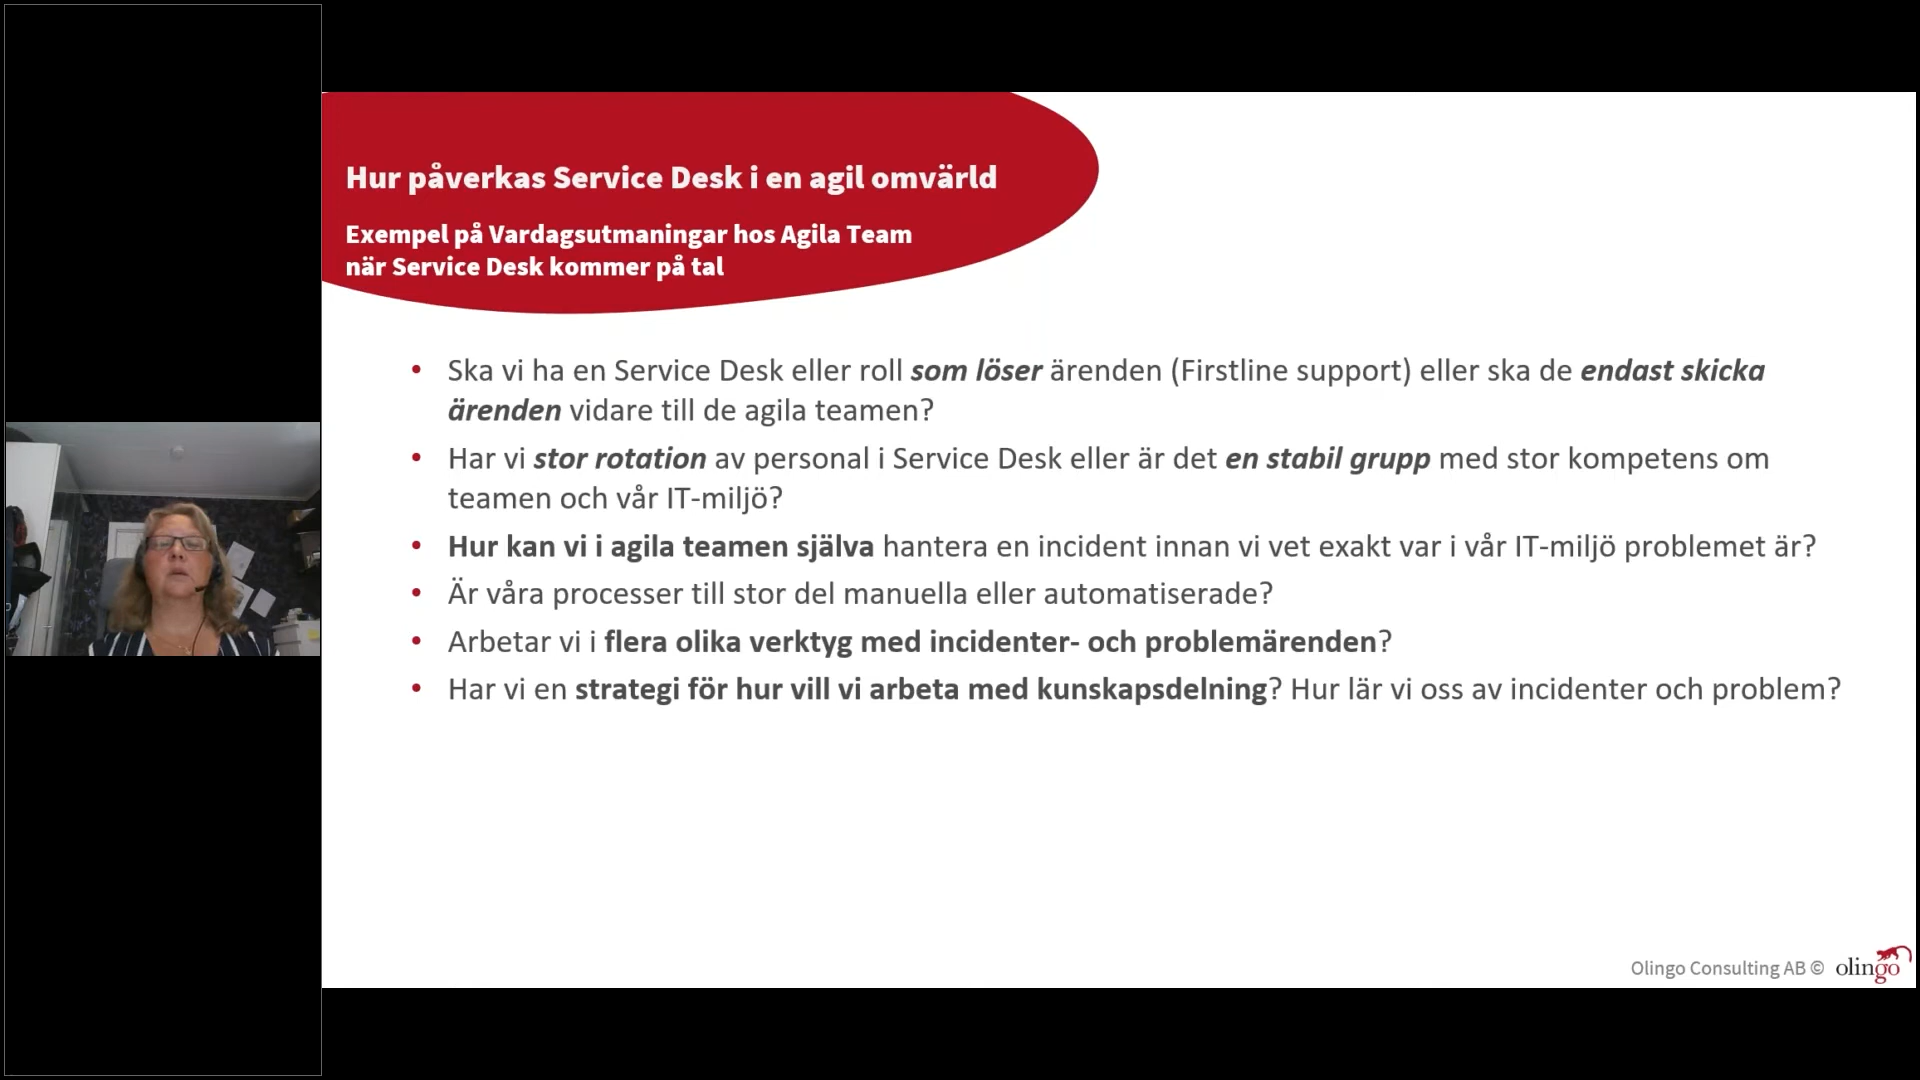 Hur påverkas Service Desk i en agil omvärld
Exempel på Vardagsutmaningar hos Agila Team
när Service Desk kommer på tal
• Ska vi ha en Service Desk eller roll som löser ärenden (Firstline support) eller ska de endast skicka
ärenden vidare till de agila teamen?
• Har vi stor rotation av personal i Service Desk eller är det en stabil grupp med stor kompetens om
teamen och vår IT-miljö?
• Hur kan vi i agila teamen själva hantera en incident innan vi vet exakt var i vår IT-miljö problemet är?
• Är våra processer till stor del manuella eller automatiserade?
• Arbetar vi i flera olika verktyg med incidenter- och problemärenden?
• Har vi en strategi för hur vill vi arbeta med kunskapsdelning? Hur lär vi oss av incidenter och problem?
Olingo Consulting AB © olingo